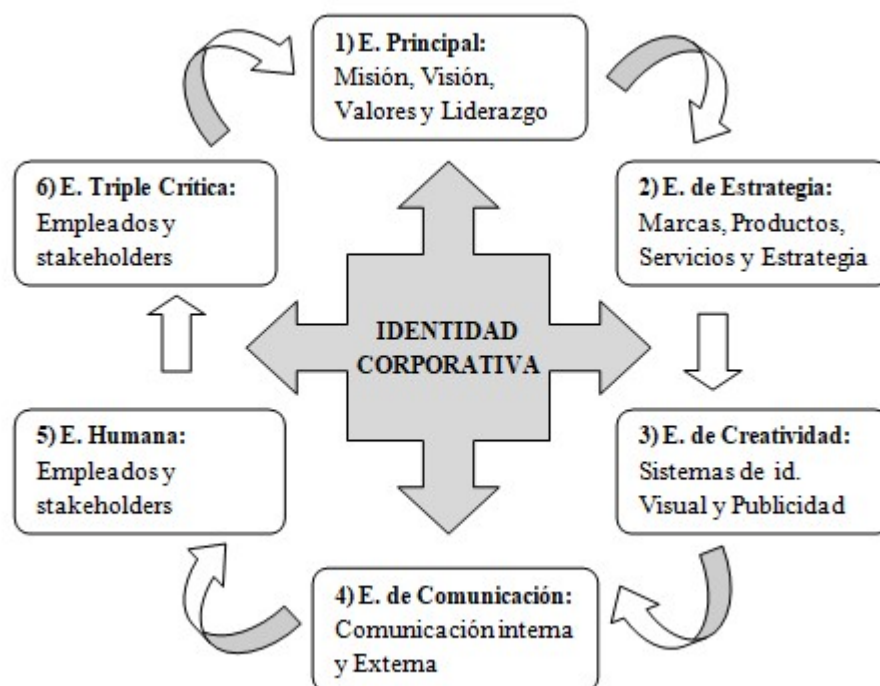 1) E. Principal:
Misión, Visión,
Valores y Liderazgo
2) E. de Estrategia:
Marcas, Productos,
Servicios y Estrategia
3) E. de Creatividad:
Sistemas de id.
Visual y Publicidad
4) E. de Comunicación:
Comunicación interna
y Externa
5) E. Humana:
Empleados y
stakeholders
6) E. Triple Crítica:
Empleados y
stakeholders
IDENTIDAD
CORPORATIVA